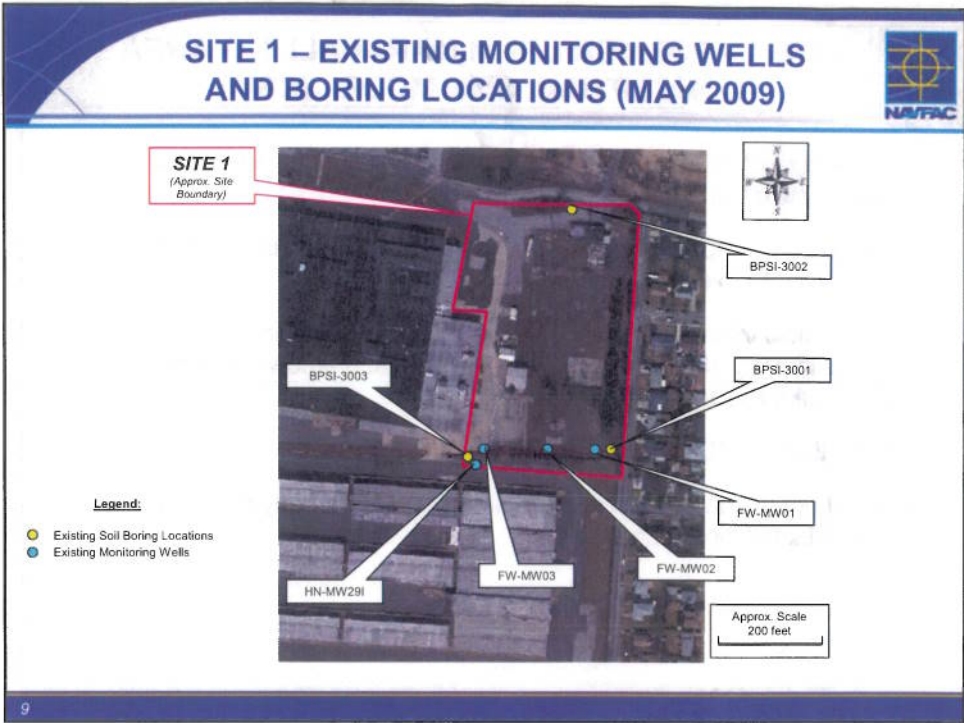 SITE 1 – EXISTING MONITORING WELLS
AND BORING LOCATIONS (MAY 2009)
NAVFAC
SITE 1
(Approx. Site
Boundary)
N
W
E
S
BPSI-3002
BPSI-3003
BPSI-3001
Legend:
Existing Soil Boring Locations
Existing Monitoring Wells
FW-MW01
FW-MW02
FW-MW03
HN-MW29I
Approx. Scale
200 feet
9